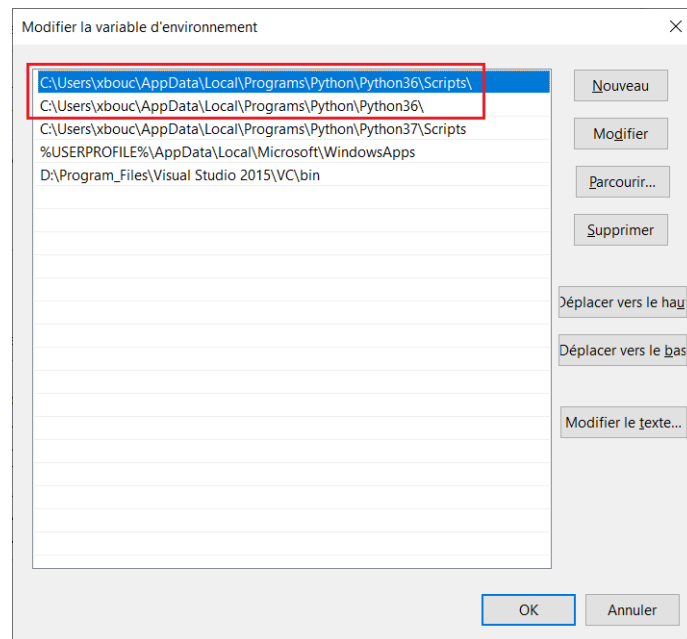 Modifier la variable d'environnement
C:\Users\xbouc\AppData\Local\Programs\Python\Python36\Scripts\
Nouveau
C:\Users\xbouc\AppData\Local\Programs\Python\Python36\
C:\Users\xbouc\AppData\Local\Programs\Python\Python37\Scripts
Modifier
%USERPROFILE%\AppData\Local\Microsoft\WindowsApps
D:\Program_Files\Visual Studio 2015\VC\bin
Parcourir...
Supprimer
Déplacer vers le hau
Déplacer vers le bas
Modifier le texte...
OK
Annuler